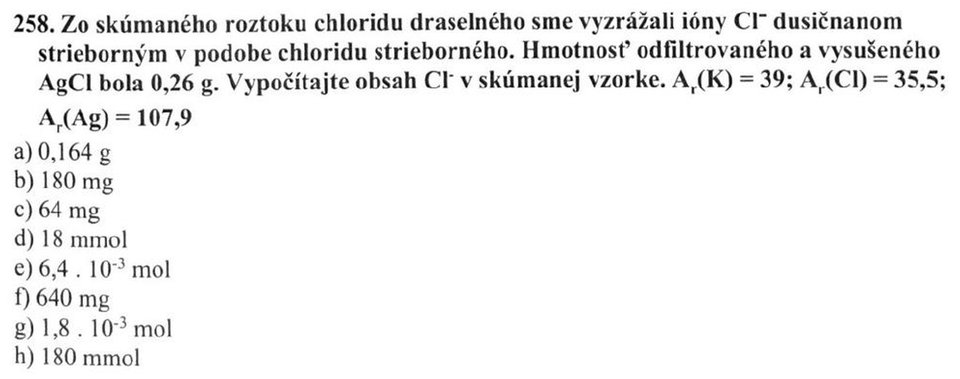 258. Zo skúmaného roztoku chloridu draselného sme vyzrážali ióny Cl⁻ dusičnanom
strieborným v podobe chloridu strieborného. Hmotnosť odfiltrovaného a vysušeného
AgCl bola 0,26 g. Vypočítajte obsah Cl⁻ v skúmanej vzorke. Aᵣ(K) = 39; Aᵣ(Cl) = 35,5;
Aᵣ(Ag) = 107,9
a) 0,164 g
b) 180 mg
c) 64 mg
d) 18 mmol
e) 6,4 . 10⁻³ mol
f) 640 mg
g) 1,8 . 10⁻³ mol
h) 180 mmol